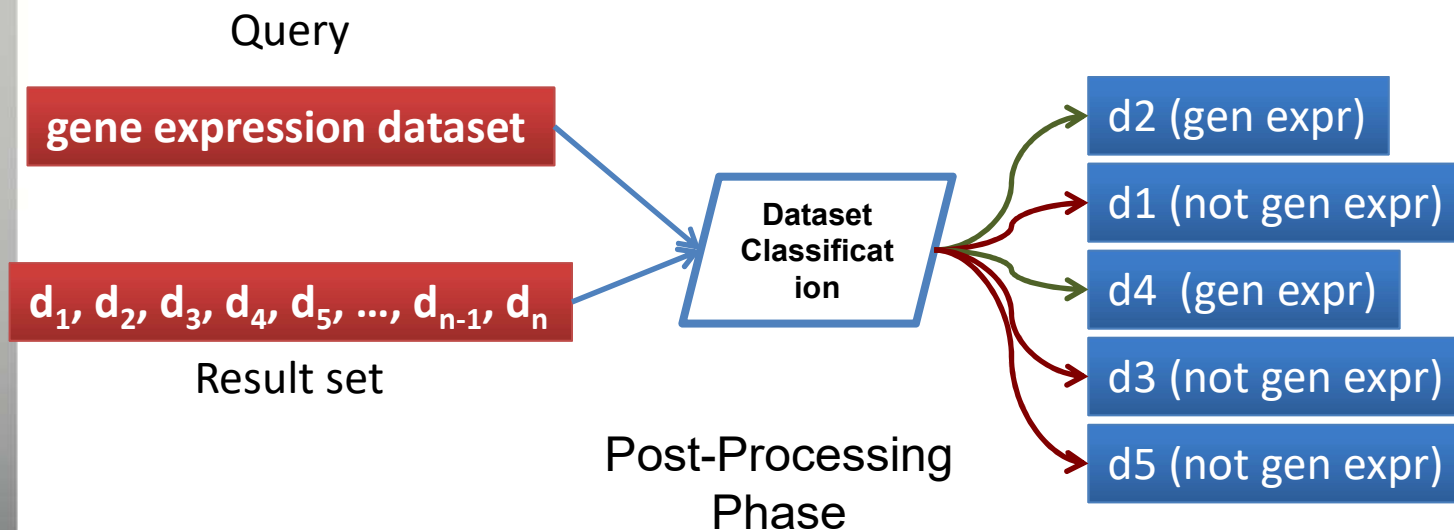 Query
gene expression dataset
d1, d2, d3, d4, d5, ..., dn-1, dn
Result set
Dataset
Classificat
ion
Post-Processing
Phase
d2 (gen expr)
d1 (not gen expr)
d4 (gen expr)
d3 (not gen expr)
d5 (not gen expr)